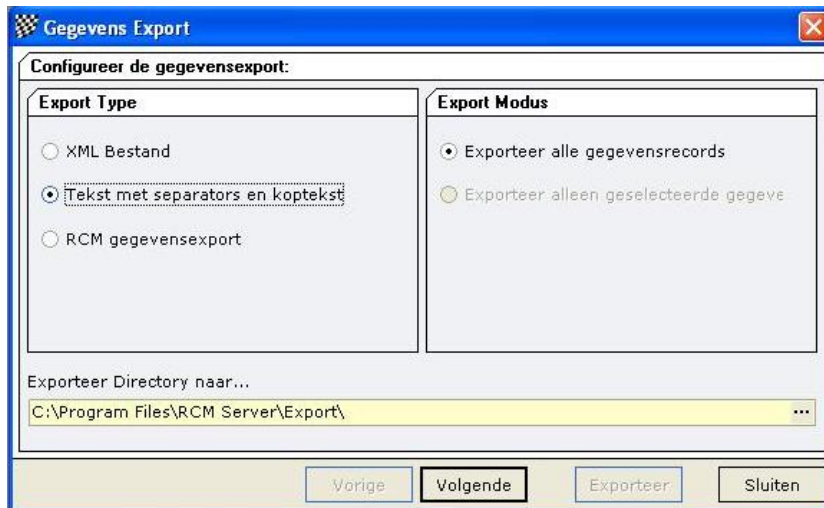 Gegevens Export
Configureer de gegevensexport:
Export Type
XML Bestand
Tekst met separators en koptekst
RCM gegevensexport
Export Modus
Exporteer alle gegevensrecords
Exporteer alleen geselecteerde gegeve
Exporteer Directory naar...
C:\Program Files\RCM Server\Export\
...
Vorige
Volgende
Exporteer
Sluiten